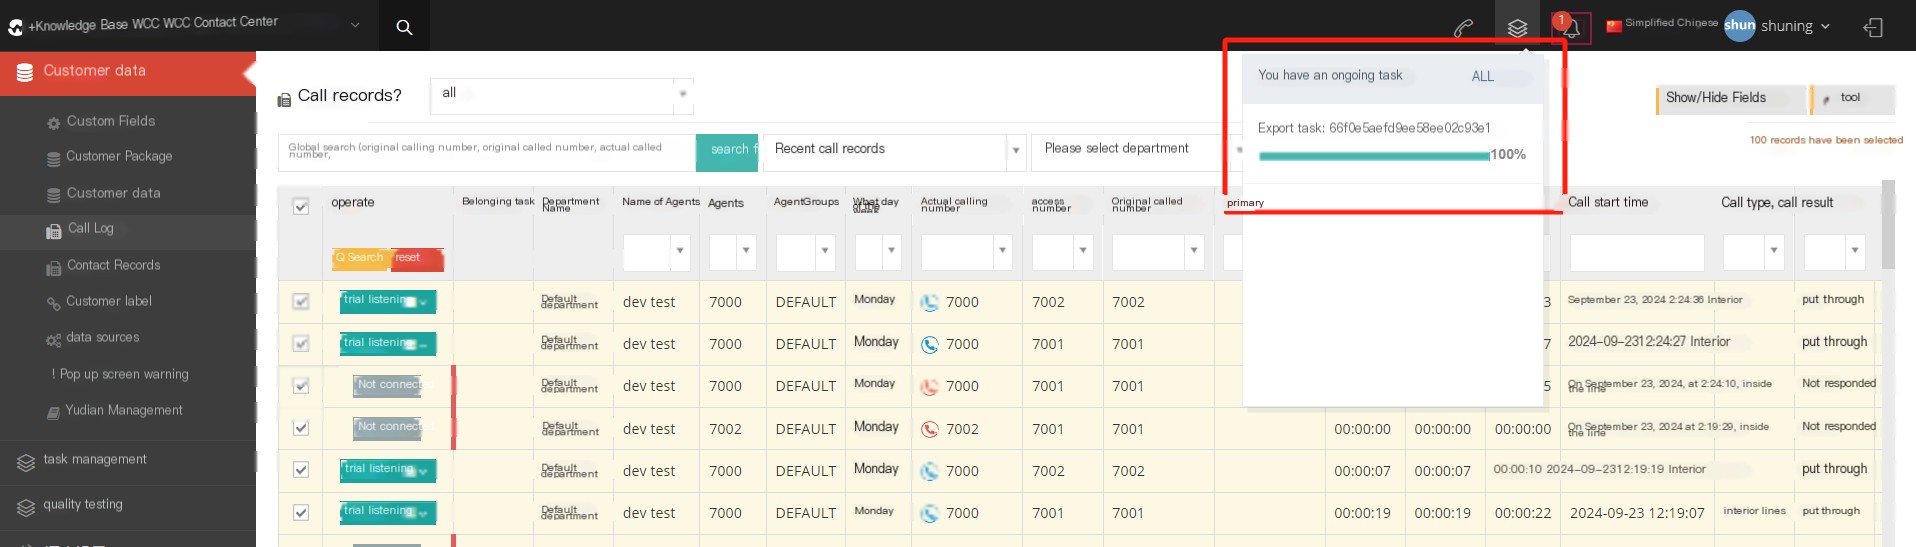 +Knowledge Base WCC WCC Contact Center
1
Simplified Chinese
shun
shuning
Customer data
Custom Fields
Customer Package
Customer data
Call Log
Contact Records
Customer label
data sources
! Pop up screen warning
Yudian Management
task management
quality testing
Call records?
all
You have an ongoing task
ALL
Export task: 66f0e5aefd9ee58ee02c93e1
100%
Show/Hide Fields
tool
100 records have been selected
Global search (original calling number, original called number, actual called
number,
search f
Recent call records
Please select department
operate
Belonging task
Department
Name
Name of Agents
Agents
AgentGroups
What day
of the
week
Actual calling
number
access
number
Original called
number
primary
Call start time
Call type, call result
Q Search
reset
trial listening
Default
department
dev test
7000
DEFAULT
Monday
7000
7002
7002
3
September 23, 2024 2:24:36 Interior
put through
trial listening
Default
department
dev test
7000
DEFAULT
Monday
7000
7001
7001
7
2024-09-2312:24:27 Interior
put through
Not connect
Default
department
dev test
7000
DEFAULT
Monday
7000
7001
7001
5
On September 23, 2024, at 2:24:10, inside
the line
Not responded
Not connect
Default
department
dev test
7002
DEFAULT
Monday
7002
7001
7001
00:00:00
00:00:00
00:00:00
On September 23, 2024 at 2:19:29, inside
the line
Not responded
trial listening
Default
department
dev test
7000
DEFAULT
Monday
7000
7002
7002
00:00:07
00:00:07
00:00:10 2024-09-2312:19:19 Interior
put through
trial listening
Default
department
dev test
7000
DEFAULT
Monday
7000
7001
7001
00:00:19
00:00:19
00:00:22
2024-09-23 12:19:07
interior lines
put through